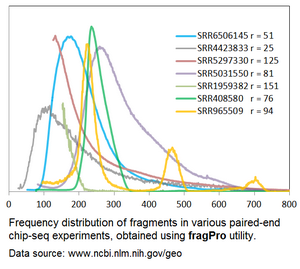 SRR6506145 r = 51
SRR4423833 r = 25
SRR5297330 r = 125
SRR5031550 r = 81
SRR1959382 r = 151
SRR408580 r = 76
SRR965509 r = 94
0 100 200 300 400 500 600 700 800
Frequency distribution of fragments in various paired-end
chip-seq experiments, obtained using fragPro utility.
Data source: www.ncbi.nlm.nih.gov/geo